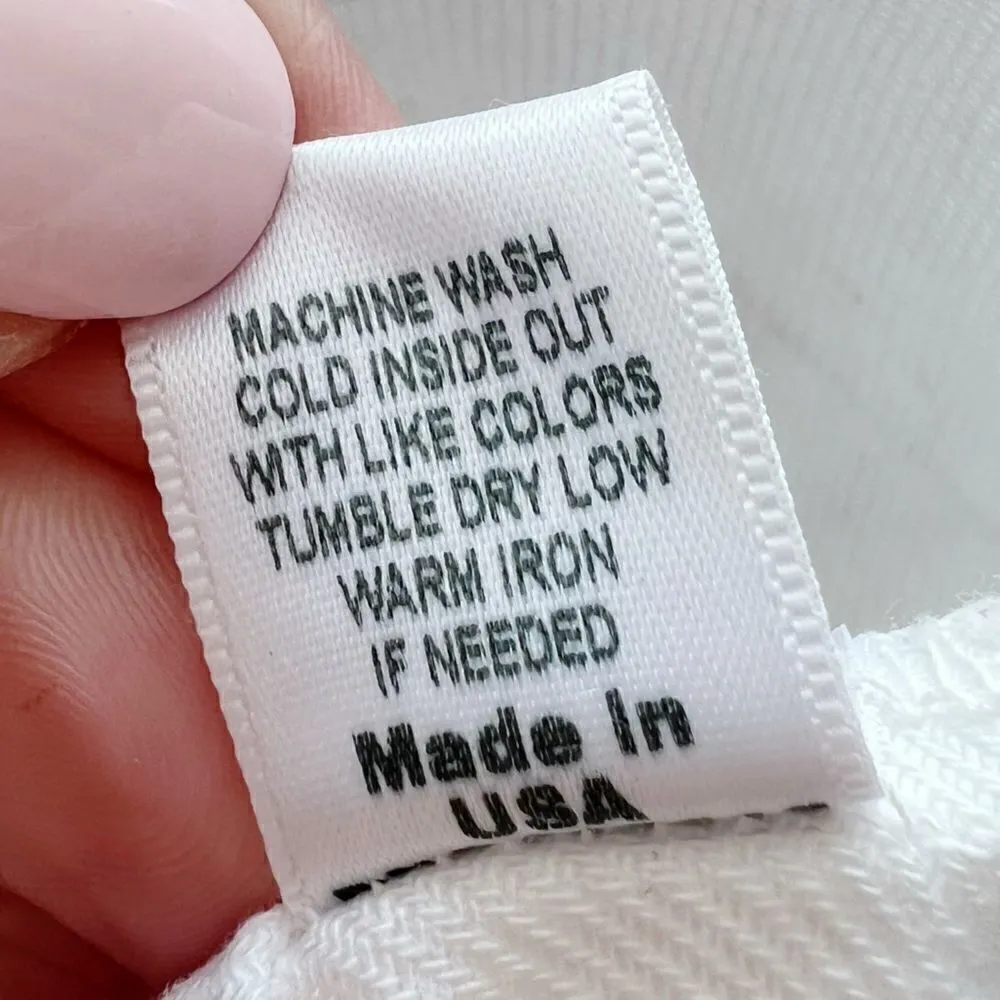 MACHINE WASH
COLD INSIDE OUT
WITH LIKE COLORS
TUMBLE DRY LOW
WARM IRON
IF NEEDED
Made In
USA